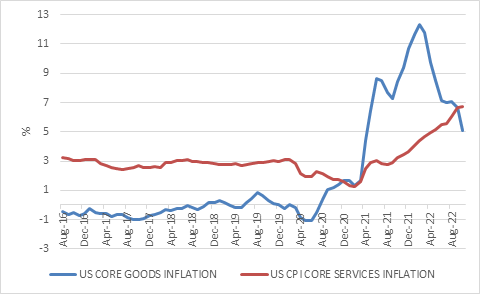 13
11
9
7
5
3
1
-1
-3
%
Aug-16
Dec-16
Apr-17
Aug-17
Dec-17
Apr-18
Aug-18
Dec-18
Apr-19
Aug-19
Dec-19
Apr-20
Aug-20
Dec-20
Apr-21
Aug-21
Dec-21
Apr-22
Aug-22
US CORE GOODS INFLATION
US CPI CORE SERVICES INFLATION